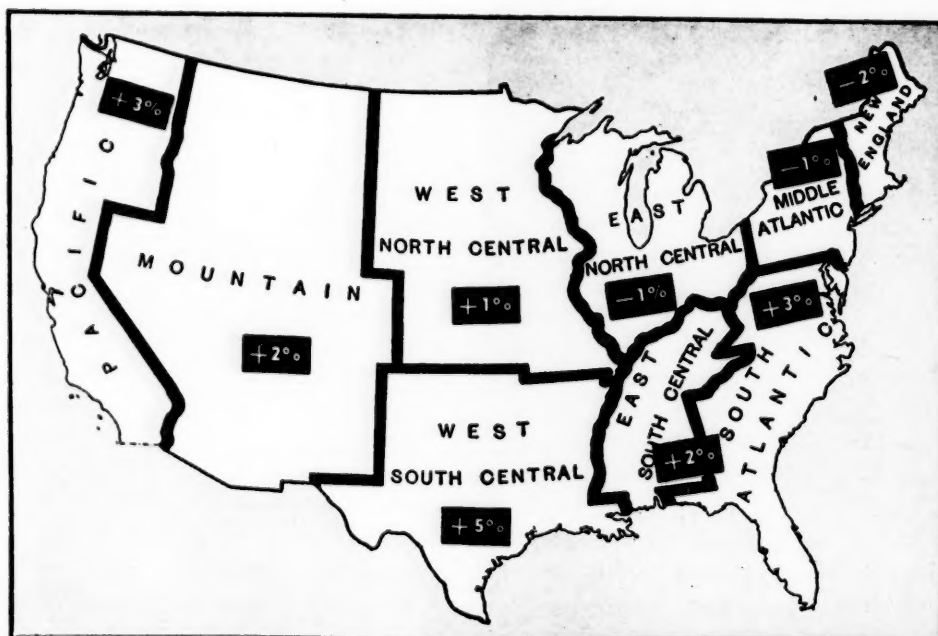 PACIFIC
+3%
MOUNTAIN
+2%
WEST
NORTH CENTRAL
+1%
WEST
SOUTH CENTRAL
+5%
EAST
NORTH CENTRAL
-1%
EAST
SOUTH CENTRAL
+2%
SOUTH
ATLANTIC
+3%
MIDDLE
ATLANTIC
-1%
NEW
ENGLAND
-2%